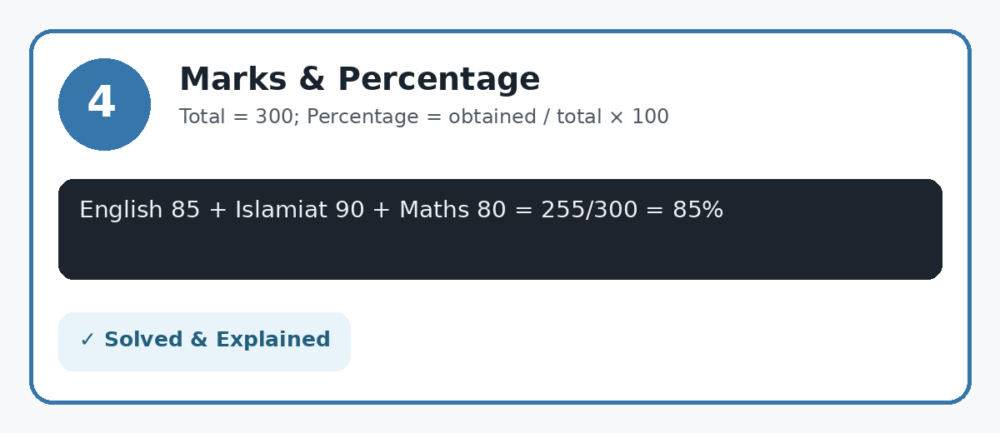 4
Marks & Percentage
Total = 300; Percentage = obtained / total × 100
English 85 + Islamiat 90 + Maths 80 = 255/300 = 85%
✓ Solved & Explained